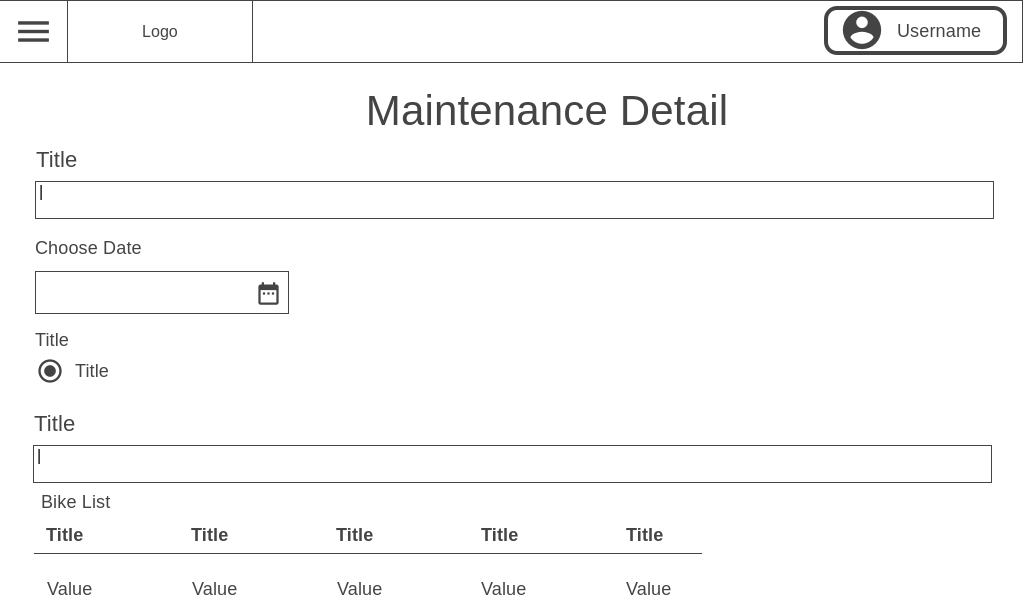 Logo
Username
Maintenance Detail
Title
Choose Date
Title
Title
Title
Bike List
Title Title Title Title Title
Value Value Value Value Value